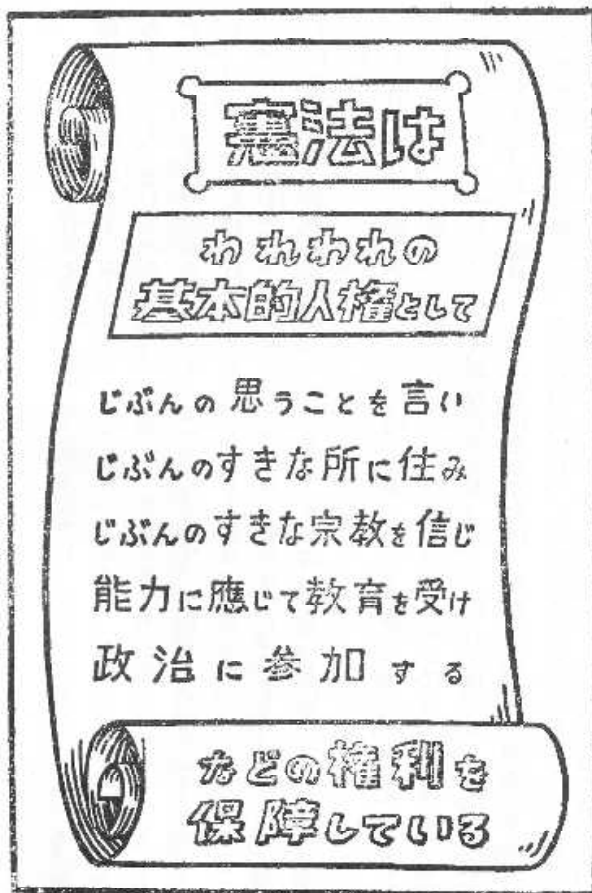 憲法は
われわれの
基本的人権として
じぶんの思うことを言い
じぶんのすきな所に住み
じぶんのすきな宗教を信じ
能力に應じて教育を受け
政治に参加する
などの権利を
保障している